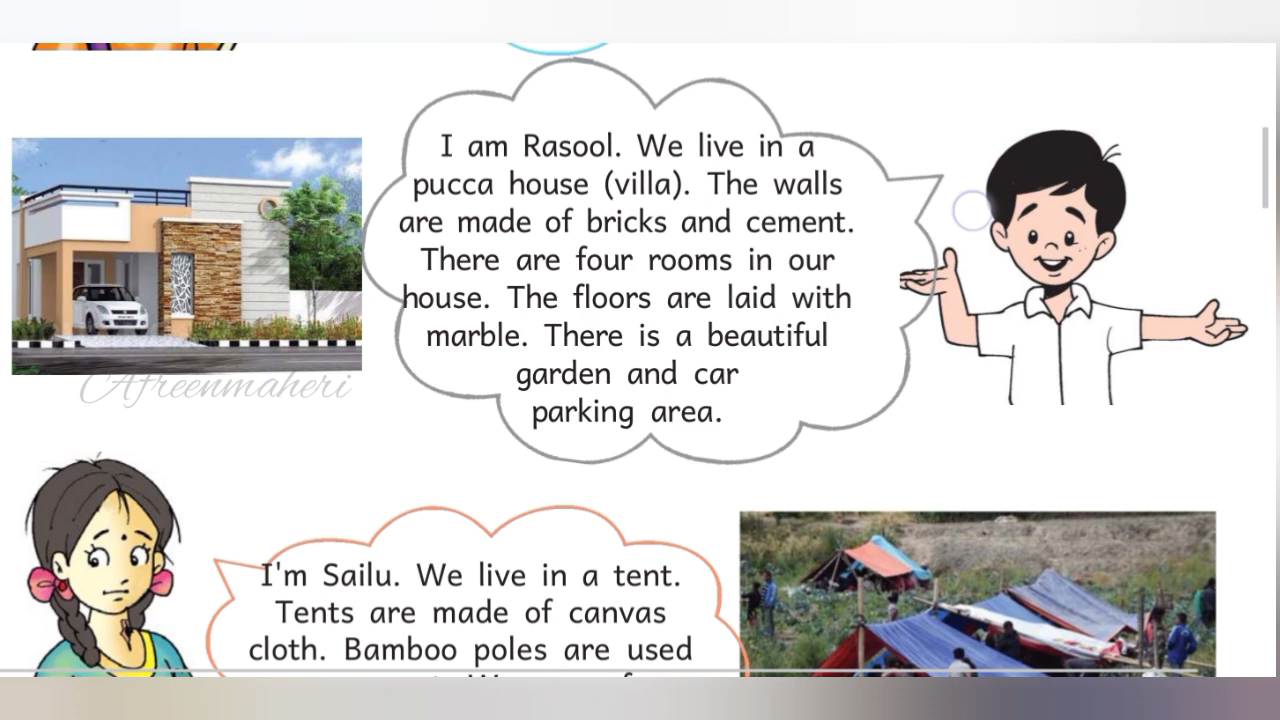 I am Rasool. We live in a
pucca house (villa). The walls
are made of bricks and cement.
There are four rooms in our
house. The floors are laid with
marble. There is a beautiful
garden and car
parking area.
Afreenmaheri
I'm Sailu. We live in a tent.
Tents are made of canvas
cloth. Bamboo poles are used